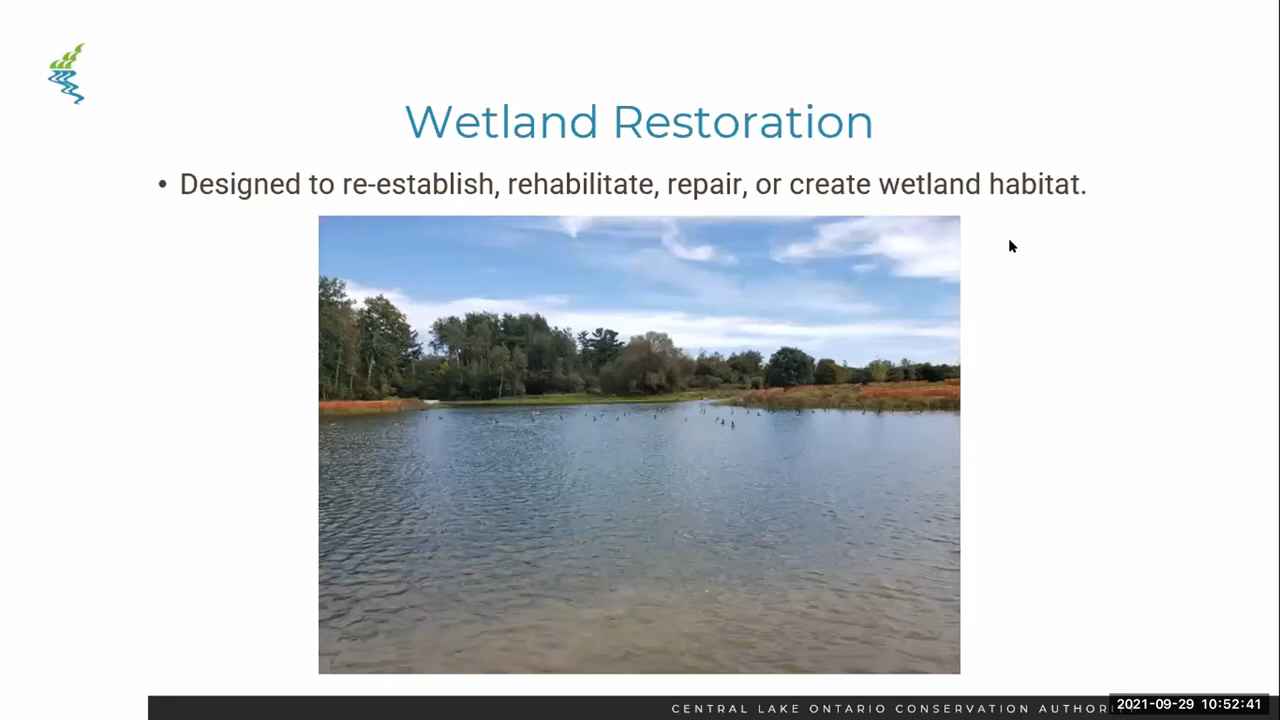 Wetland Restoration
• Designed to re-establish, rehabilitate, repair, or create wetland habitat.
CENTRAL LAKE ONTARIO CONSERVATION
2021-09-29 10:52:41